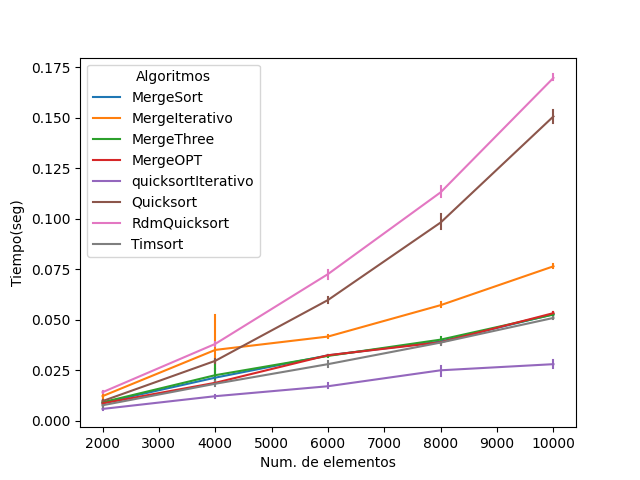 0.175
0.150
0.125
0.100
0.075
0.050
0.025
0.000
Tiempo(seg)
Algoritmos
MergeSort
MergeIterativo
MergeThree
MergeOPT
quicksortIterativo
Quicksort
RdmQuicksort
Timsort
2000 3000 4000 5000 6000 7000 8000 9000 10000
Num. de elementos